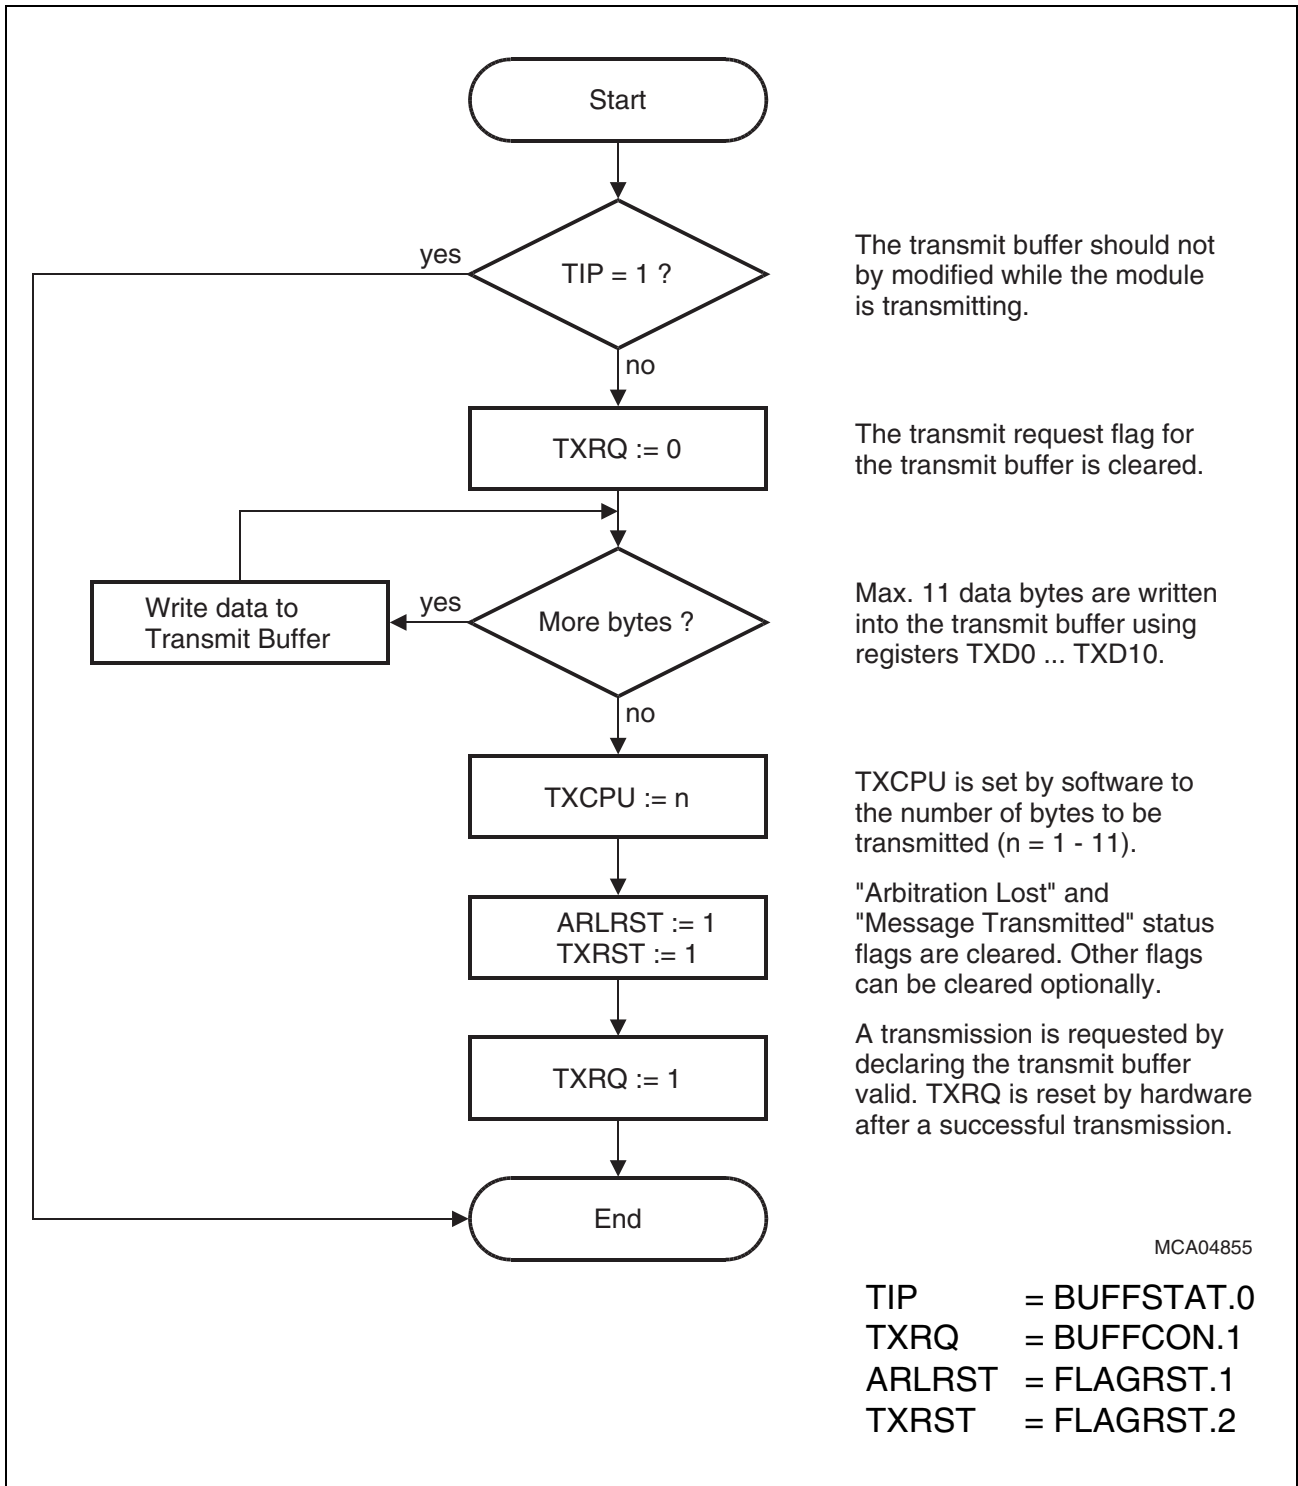 Start
yes
TIP = 1 ?
The transmit buffer should not
by modified while the module
is transmitting.
no
TXRQ := 0
The transmit request flag for
the transmit buffer is cleared.
Write data to
Transmit Buffer
yes
More bytes ?
Max. 11 data bytes are written
into the transmit buffer using
registers TXD0 ... TXD10.
no
TXCPU := n
TXCPU is set by software to
the number of bytes to be
transmitted (n = 1 - 11).
ARLRST := 1
TXRST := 1
"Arbitration Lost" and
"Message Transmitted" status
flags are cleared. Other flags
can be cleared optionally.
TXRQ := 1
A transmission is requested by
declaring the transmit buffer
valid. TXRQ is reset by hardware
after a successful transmission.
End
MCA04855
TIP = BUFFSTAT.0
TXRQ = BUFFCON.1
ARLRST = FLAGRST.1
TXRST = FLAGRST.2